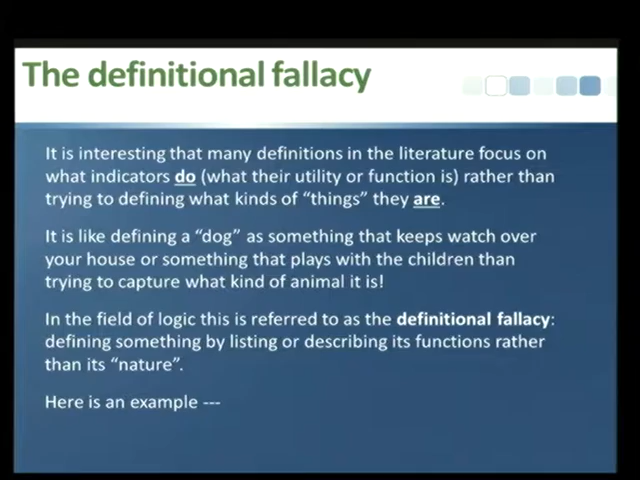 The definitional fallacy
It is interesting that many definitions in the literature focus on
what indicators do (what their utility or function is) rather than
trying to defining what kinds of “things” they are.
It is like defining a “dog” as something that keeps watch over
your house or something that plays with the children than
trying to capture what kind of animal it is!
In the field of logic this is referred to as the definitional fallacy:
defining something by listing or describing its functions rather
than its “nature”.
Here is an example ---